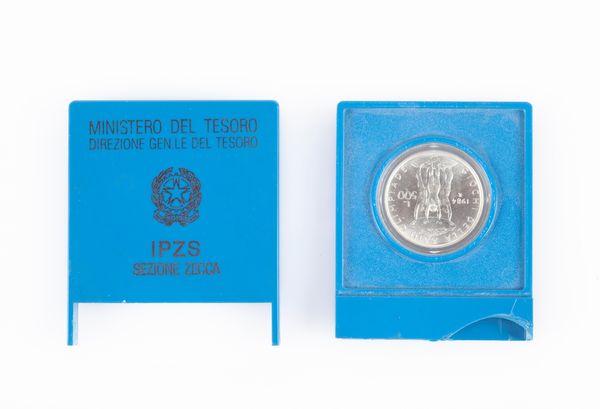 MINISTERO DEL TESORO
DIREZIONE GEN.LE DEL TESORO
IPZS
SEZIONE ZECCA
L.
500
1984
R